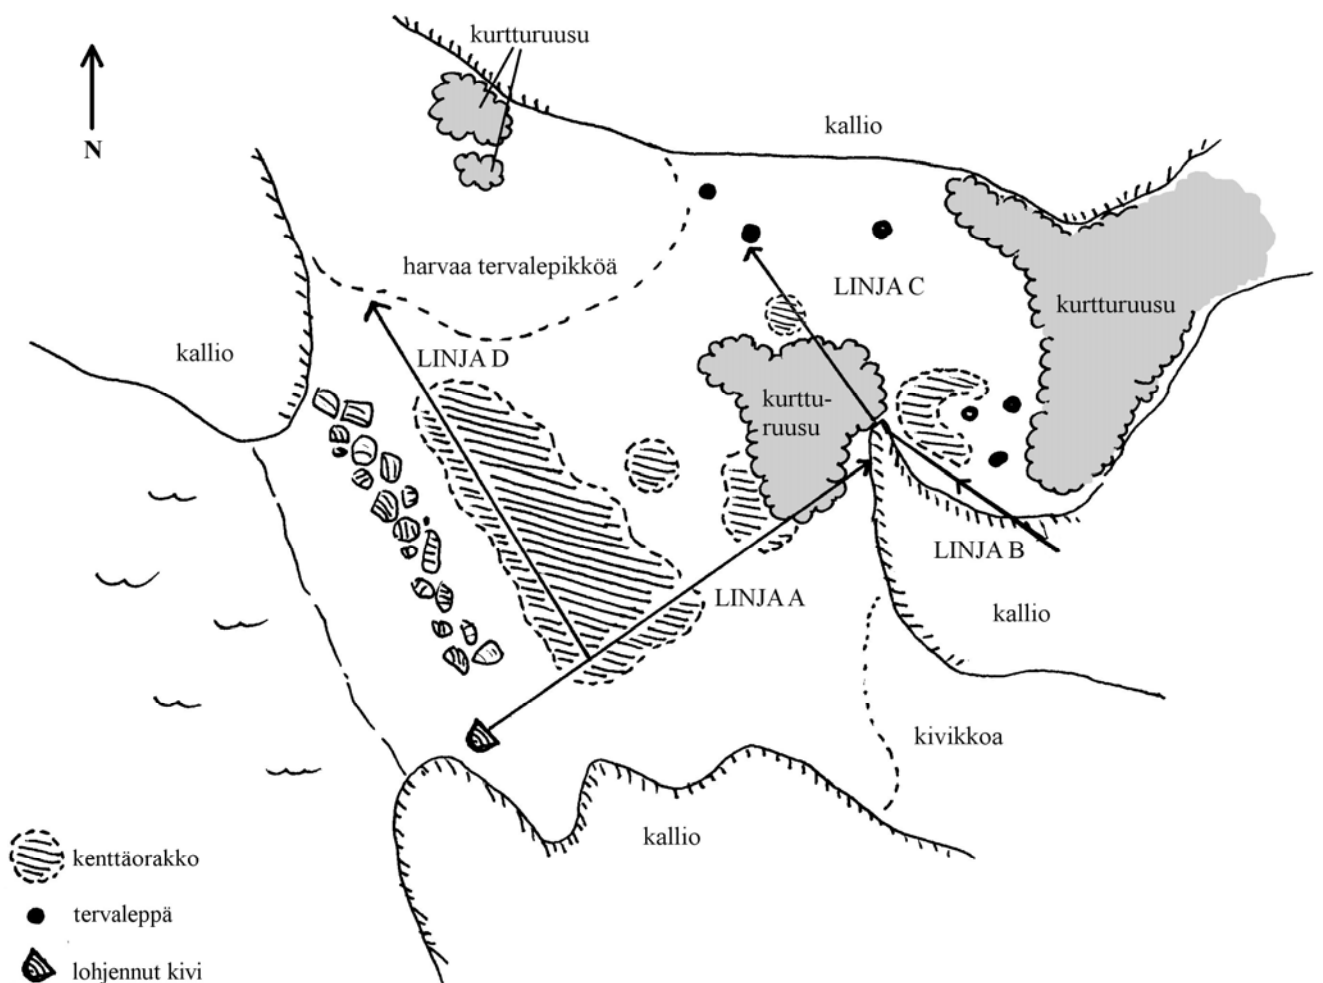 kurtturuusu
N
kallio
harvaa tervalepikköä
LINJA C
kurtturuusu
kallio
LINJA D
kurttu-
ruusu
LINJA B
LINJA A
kallio
kivikkoa
kallio
kenttäorakko
tervaleppä
lohjennut kivi